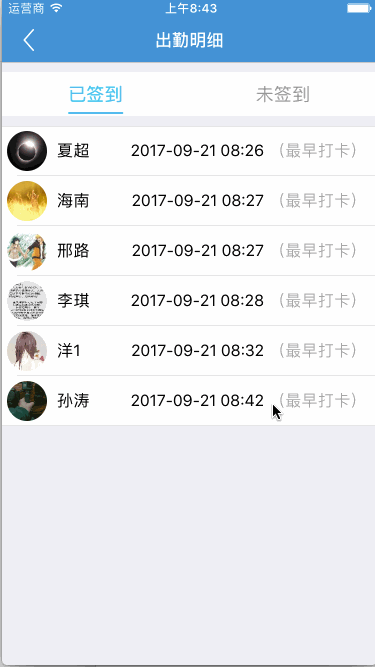 运营商 上午8:43
出勤明细
已签到 未签到
夏超 2017-09-21 08:26 （最早打卡）
海南 2017-09-21 08:27 （最早打卡）
邢路 2017-09-21 08:27 （最早打卡）
李琪 2017-09-21 08:28 （最早打卡）
洋1 2017-09-21 08:32 （最早打卡）
孙涛 2017-09-21 08:42 （最早打卡）